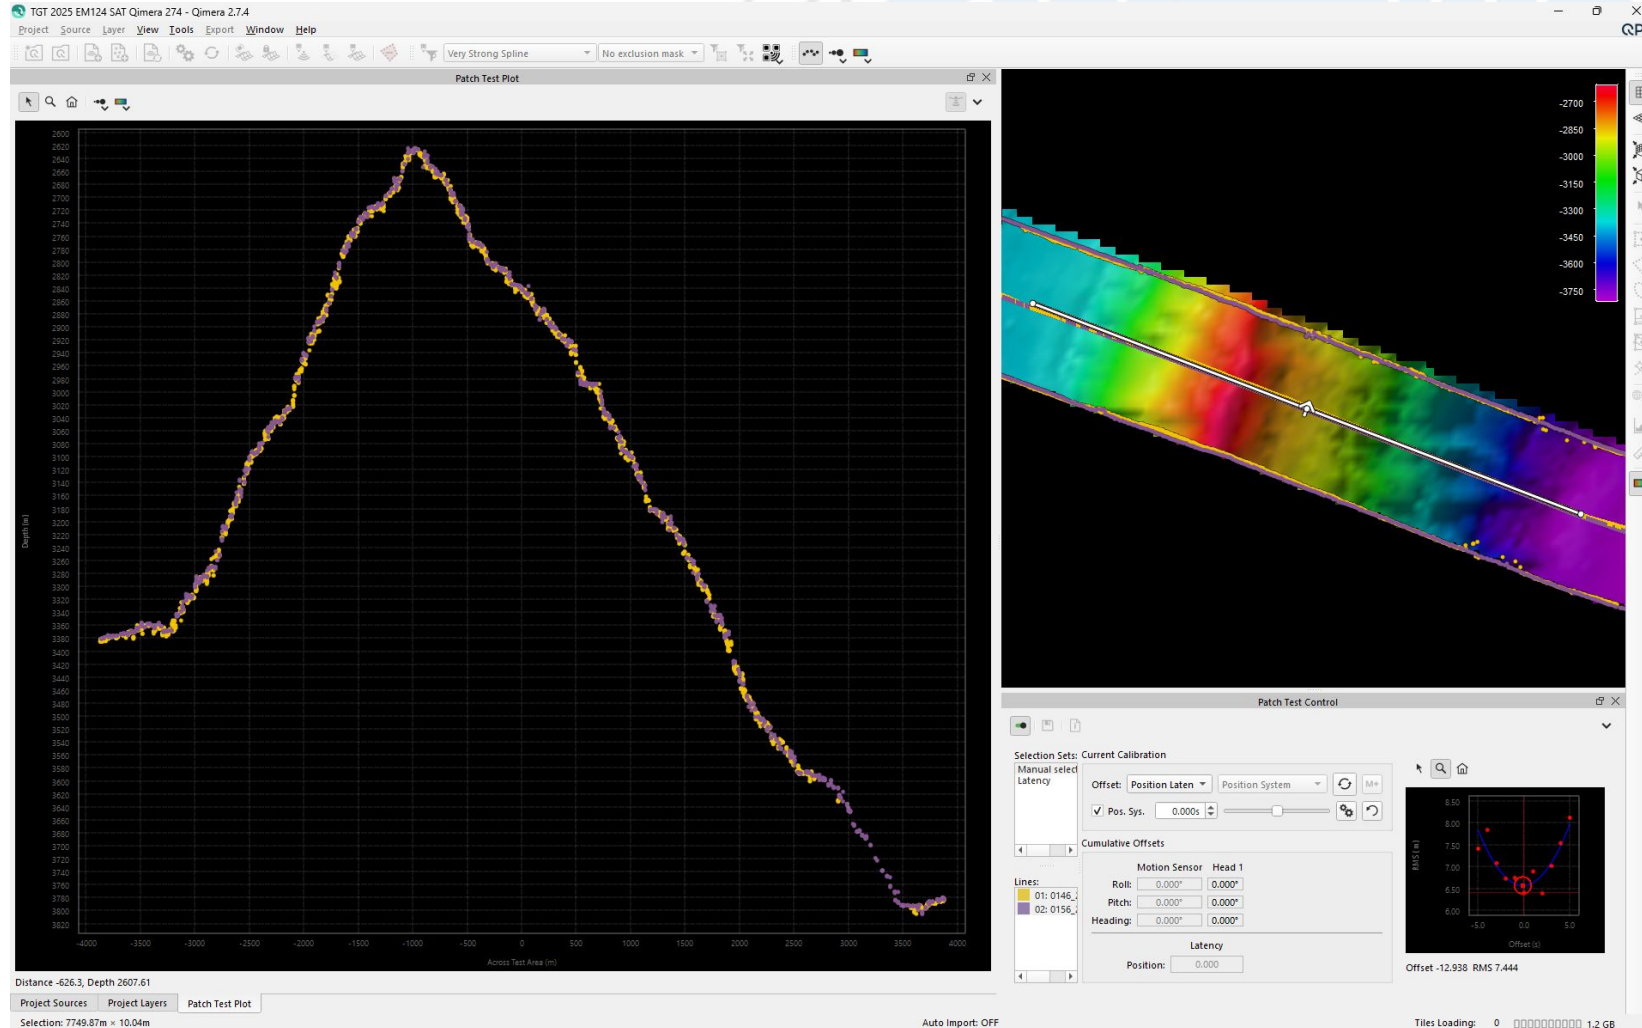 TGT 2025 EM124 SAT Qimera 274 - Qimera 2.7.4
Project Source Layer View Tools Export Window Help
QP
Very Strong Spline
No exclusion mask
Patch Test Plot
2600
2620
2640
2660
2680
2700
2720
2740
2760
2780
2800
2820
2840
2860
2880
2900
2920
2940
2960
2980
3000
3020
3040
3060
3080
3100
3120
3140
3160
3180
3200
3220
3240
3260
3280
3300
3320
3340
3360
3380
3400
3420
3440
3460
3480
3500
3520
3540
3560
3580
3600
3620
3640
3660
3680
3700
3720
3740
3760
3780
3800
3820
Depth (m)
-4000 -3500 -3000 -2500 -2000 -1500 -1000 -500 0 500 1000 1500 2000 2500 3000 3500 4000
Across Test Area (m)
Distance -626.3, Depth 2607.61
Project Sources Project Layers Patch Test Plot
Selection: 7749.87m × 10.04m
Auto Import: OFF
-2700
-2850
-3000
-3150
-3300
-3450
-3600
-3750
Patch Test Control
Selection Sets:
Manual select
Latency
Lines:
01: 0146_2
02: 0156_2
Current Calibration
Offset: Position Laten Position System M+
Pos. Sys. 0.000s
Cumulative Offsets
Motion Sensor Head 1
Roll: 0.000° 0.000°
Pitch: 0.000° 0.000°
Heading: 0.000° 0.000°
Latency
Position: 0.000
8.50
8.00
7.50
7.00
6.50
6.00
RMS (m)
-5.0 0.0 5.0
Offset (s)
Offset -12.938 RMS 7.444
Tiles Loading: 0 1.2 GB